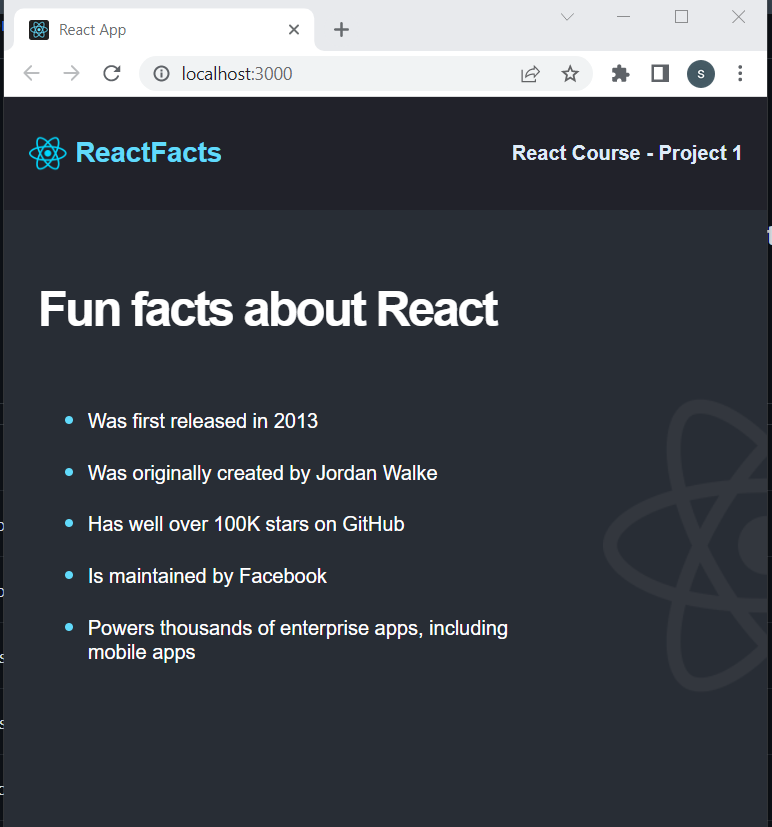 React App
localhost:3000
S
ReactFacts
React Course - Project 1
Fun facts about React
Was first released in 2013
Was originally created by Jordan Walke
Has well over 100K stars on GitHub
Is maintained by Facebook
Powers thousands of enterprise apps, including
mobile apps